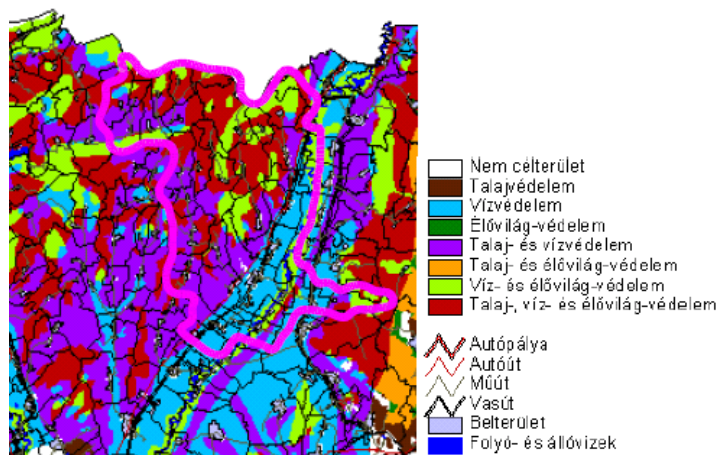 Nem célterület
Talajvédelem
Vízvédelem
Élővilág-védelem
Talaj- és vízvédelem
Talaj- és élővilág-védelem
Víz- és élővilág-védelem
Talaj-, víz- és élővilág-védelem
Autópálya
Autóút
Műút
Vasút
Belterület
Folyó- és állóvizek